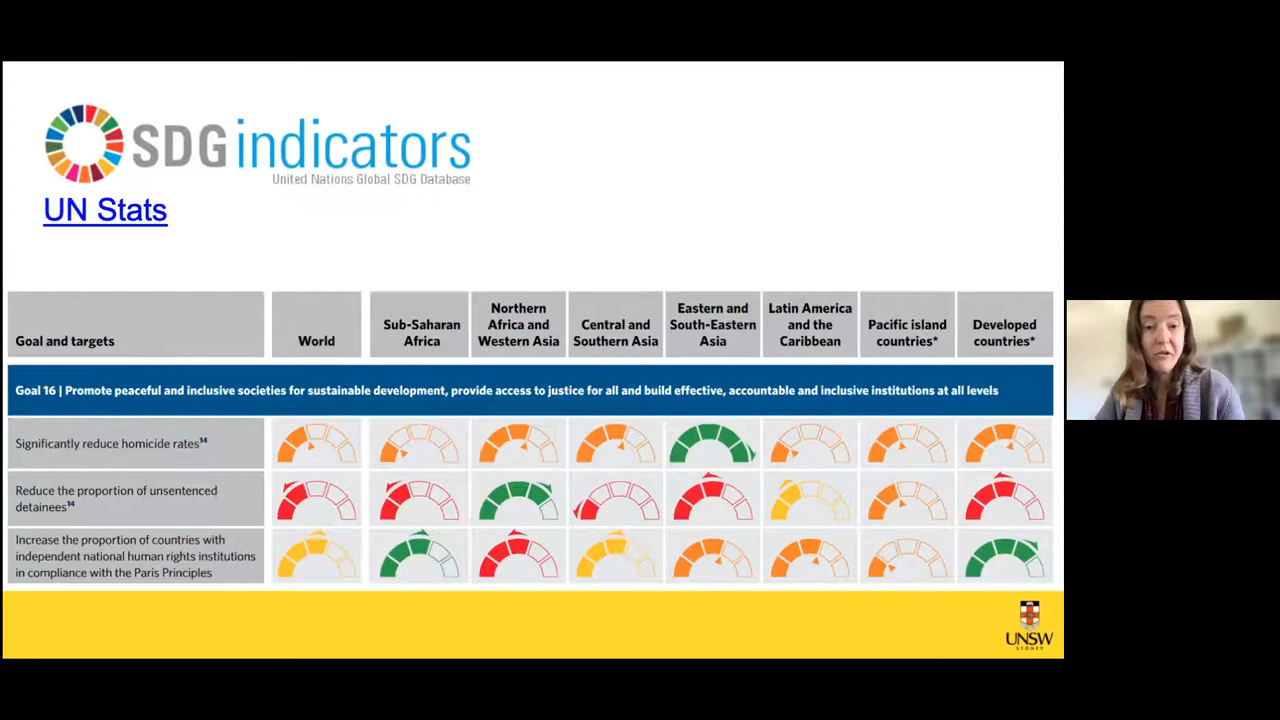 SDG indicators
United Nations Global SDG Database
UN Stats
Goal and targets
World
Sub-Saharan
Africa
Northern
Africa and
Western Asia
Central and
Southern Asia
Eastern and
South-Eastern
Asia
Latin America
and the
Caribbean
Pacific island
countries*
Developed
countries*
Goal 16 | Promote peaceful and inclusive societies for sustainable development, provide access to justice for all and build effective, accountable and inclusive institutions at all levels
Significantly reduce homicide rates¹⁴
Reduce the proportion of unsentenced
detainees¹⁴
Increase the proportion of countries with
independent national human rights institutions
in compliance with the Paris Principles
UNSW
SYDNEY